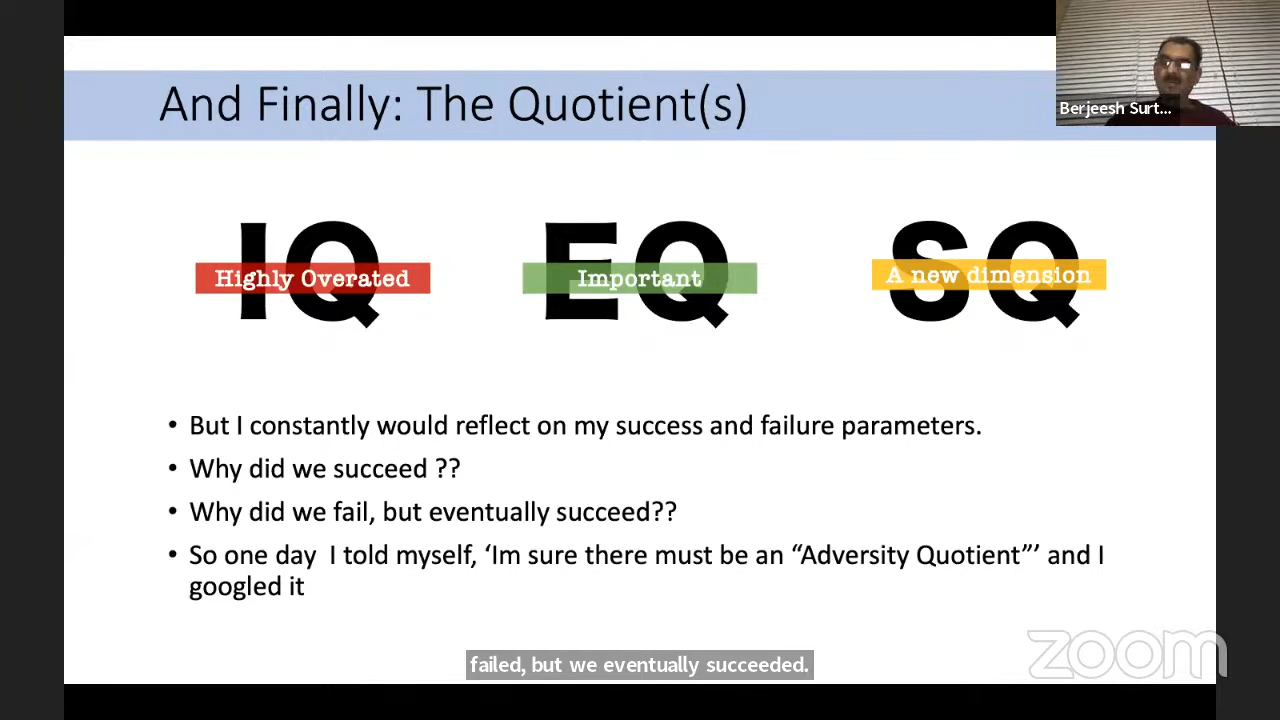 And Finally: The Quotient(s)
Berjeesh Surt...
IQ
Highly Overated
EQ
Important
SQ
A new dimension
• But I constantly would reflect on my success and failure parameters.
• Why did we succeed ??
• Why did we fail, but eventually succeed??
• So one day  I told myself, ‘Im sure there must be an “Adversity Quotient”’ and I
googled it
zoom
failed, but we eventually succeeded.